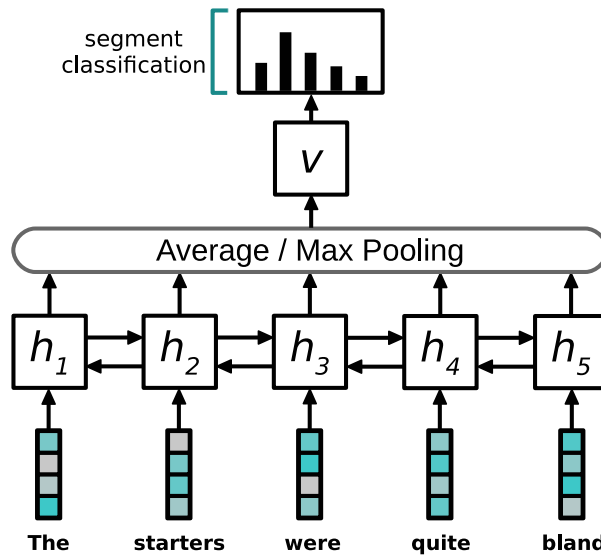 segment
classification
v
Average / Max Pooling
h1 h2 h3 h4 h5
The starters were quite bland